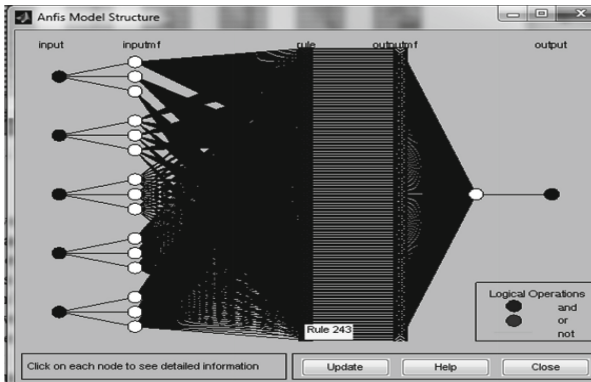 Anfis Model Structure
input inputmf rule outputmf output
Rule 243
Logical Operations
and
or
not
Click on each node to see detailed information
Update Help Close